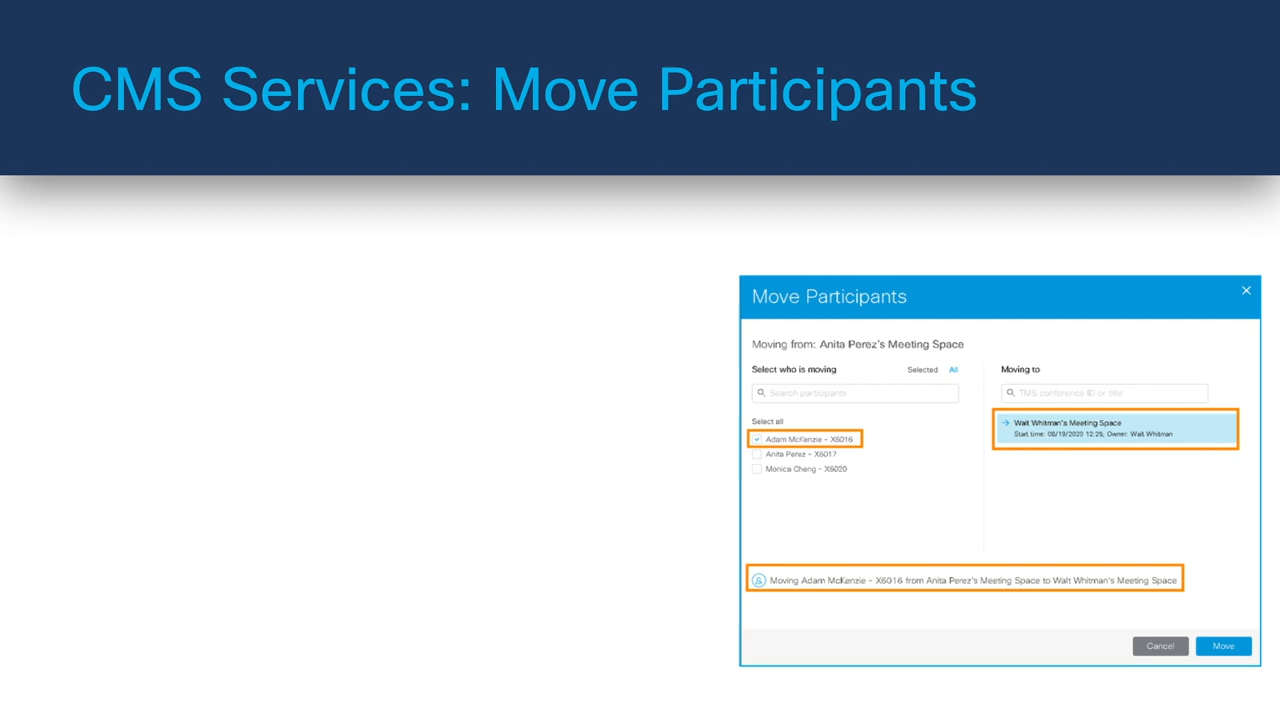 CMS Services: Move Participants
Move Participants
Moving from: Anita Perez's Meeting Space
Select who is moving
Selected All
Search participants
Select all
Adam McKenzie - X6016
Anita Perez - X6017
Monica Cheng - X6020
Moving to
TMS conference ID or title
Walt Whitman's Meeting Space
Start time: 08/19/2020 12:25; Owner: Walt Whitman
Moving Adam McKenzie - X6016 from Anita Perez's Meeting Space to Walt Whitman's Meeting Space
Cancel Move